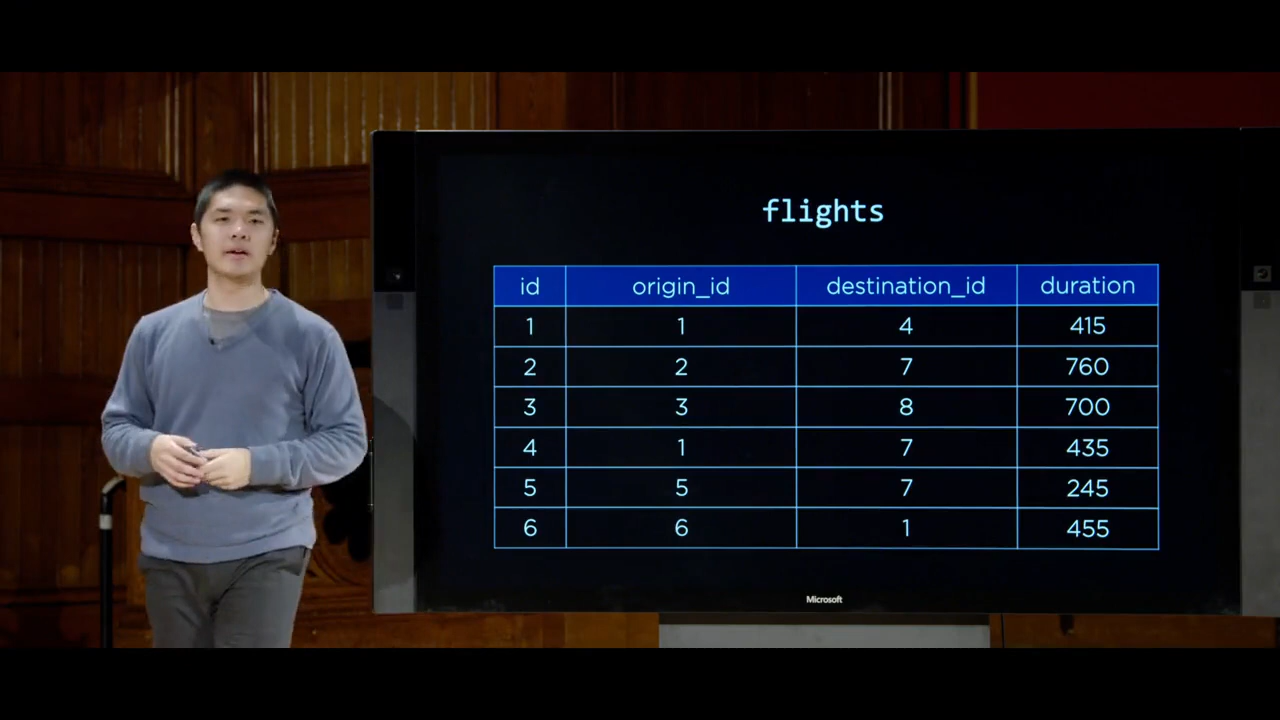 flights
id origin_id destination_id duration
1 1 4 415
2 2 7 760
3 3 8 700
4 1 7 435
5 5 7 245
6 6 1 455
Microsoft